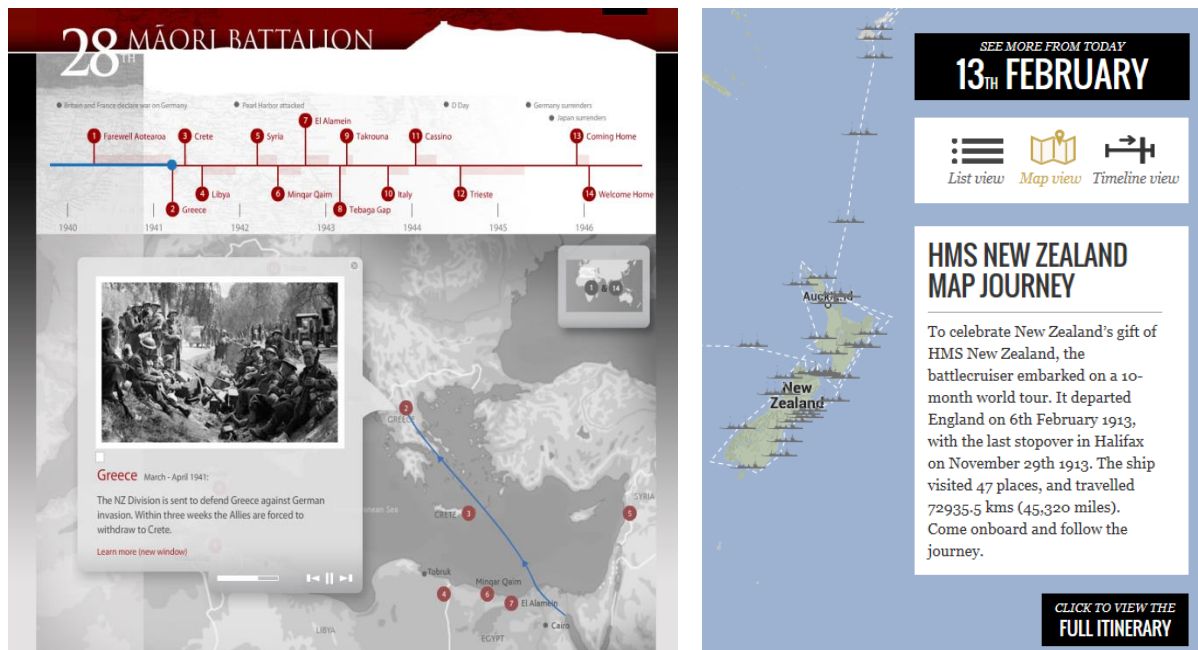 28TH MĀORI BATTALION
Britain and France declare war on Germany
Pearl Harbor attacked
D Day
Germany surrenders
Japan surrenders
7 El Alamein
1 Farewell Aotearoa
3 Crete
5 Syria
9 Takrouna
11 Cassino
13 Coming Home
4 Libya
6 Minqar Qaim
10 Italy
12 Trieste
14 Welcome Home
2 Greece
8 Tebaga Gap
1940 1941 1942 1943 1944 1945 1946
1 & 14
Greece March - April 1941:
The NZ Division is sent to defend Greece against German
invasion. Within three weeks the Allies are forced to
withdraw to Crete.
Learn more (new window)
2
GREECE
CRETE 3
SYRIA
5
Tobruk
4
Minqar Qaim
6
7 El Alamein
Cairo
LIBYA
EGYPT
SEE MORE FROM TODAY
13TH FEBRUARY
List view
Map view
Timeline view
HMS NEW ZEALAND
MAP JOURNEY
To celebrate New Zealand's gift of
HMS New Zealand, the
battlecruiser embarked on a 10-
month world tour. It departed
England on 6th February 1913,
with the last stopover in Halifax
on November 29th 1913. The ship
visited 47 places, and travelled
72935.5 kms (45,320 miles).
Come onboard and follow the
journey.
CLICK TO VIEW THE
FULL ITINERARY
Auckland
New
Zealand